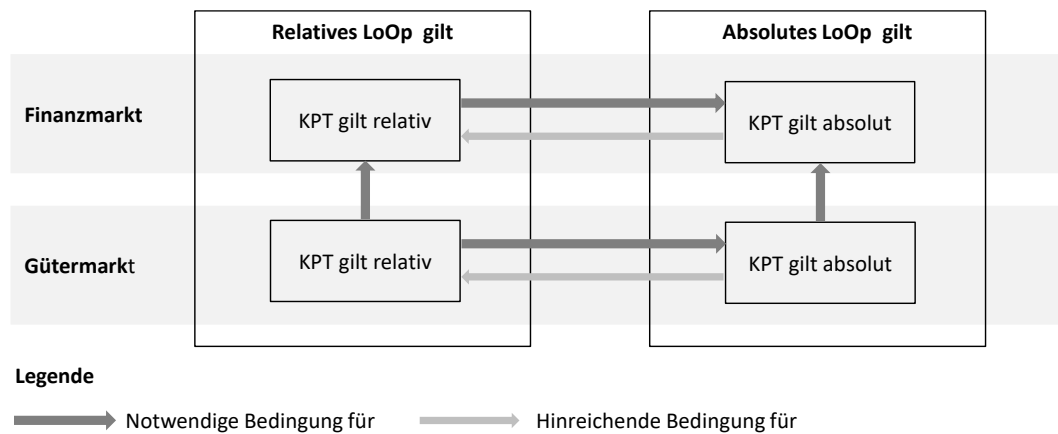 Relatives LoOp gilt
Absolutes LoOp gilt
Finanzmarkt
KPT gilt relativ
KPT gilt absolut
Gütermarkt
KPT gilt relativ
KPT gilt absolut
Legende
Notwendige Bedingung für
Hinreichende Bedingung für